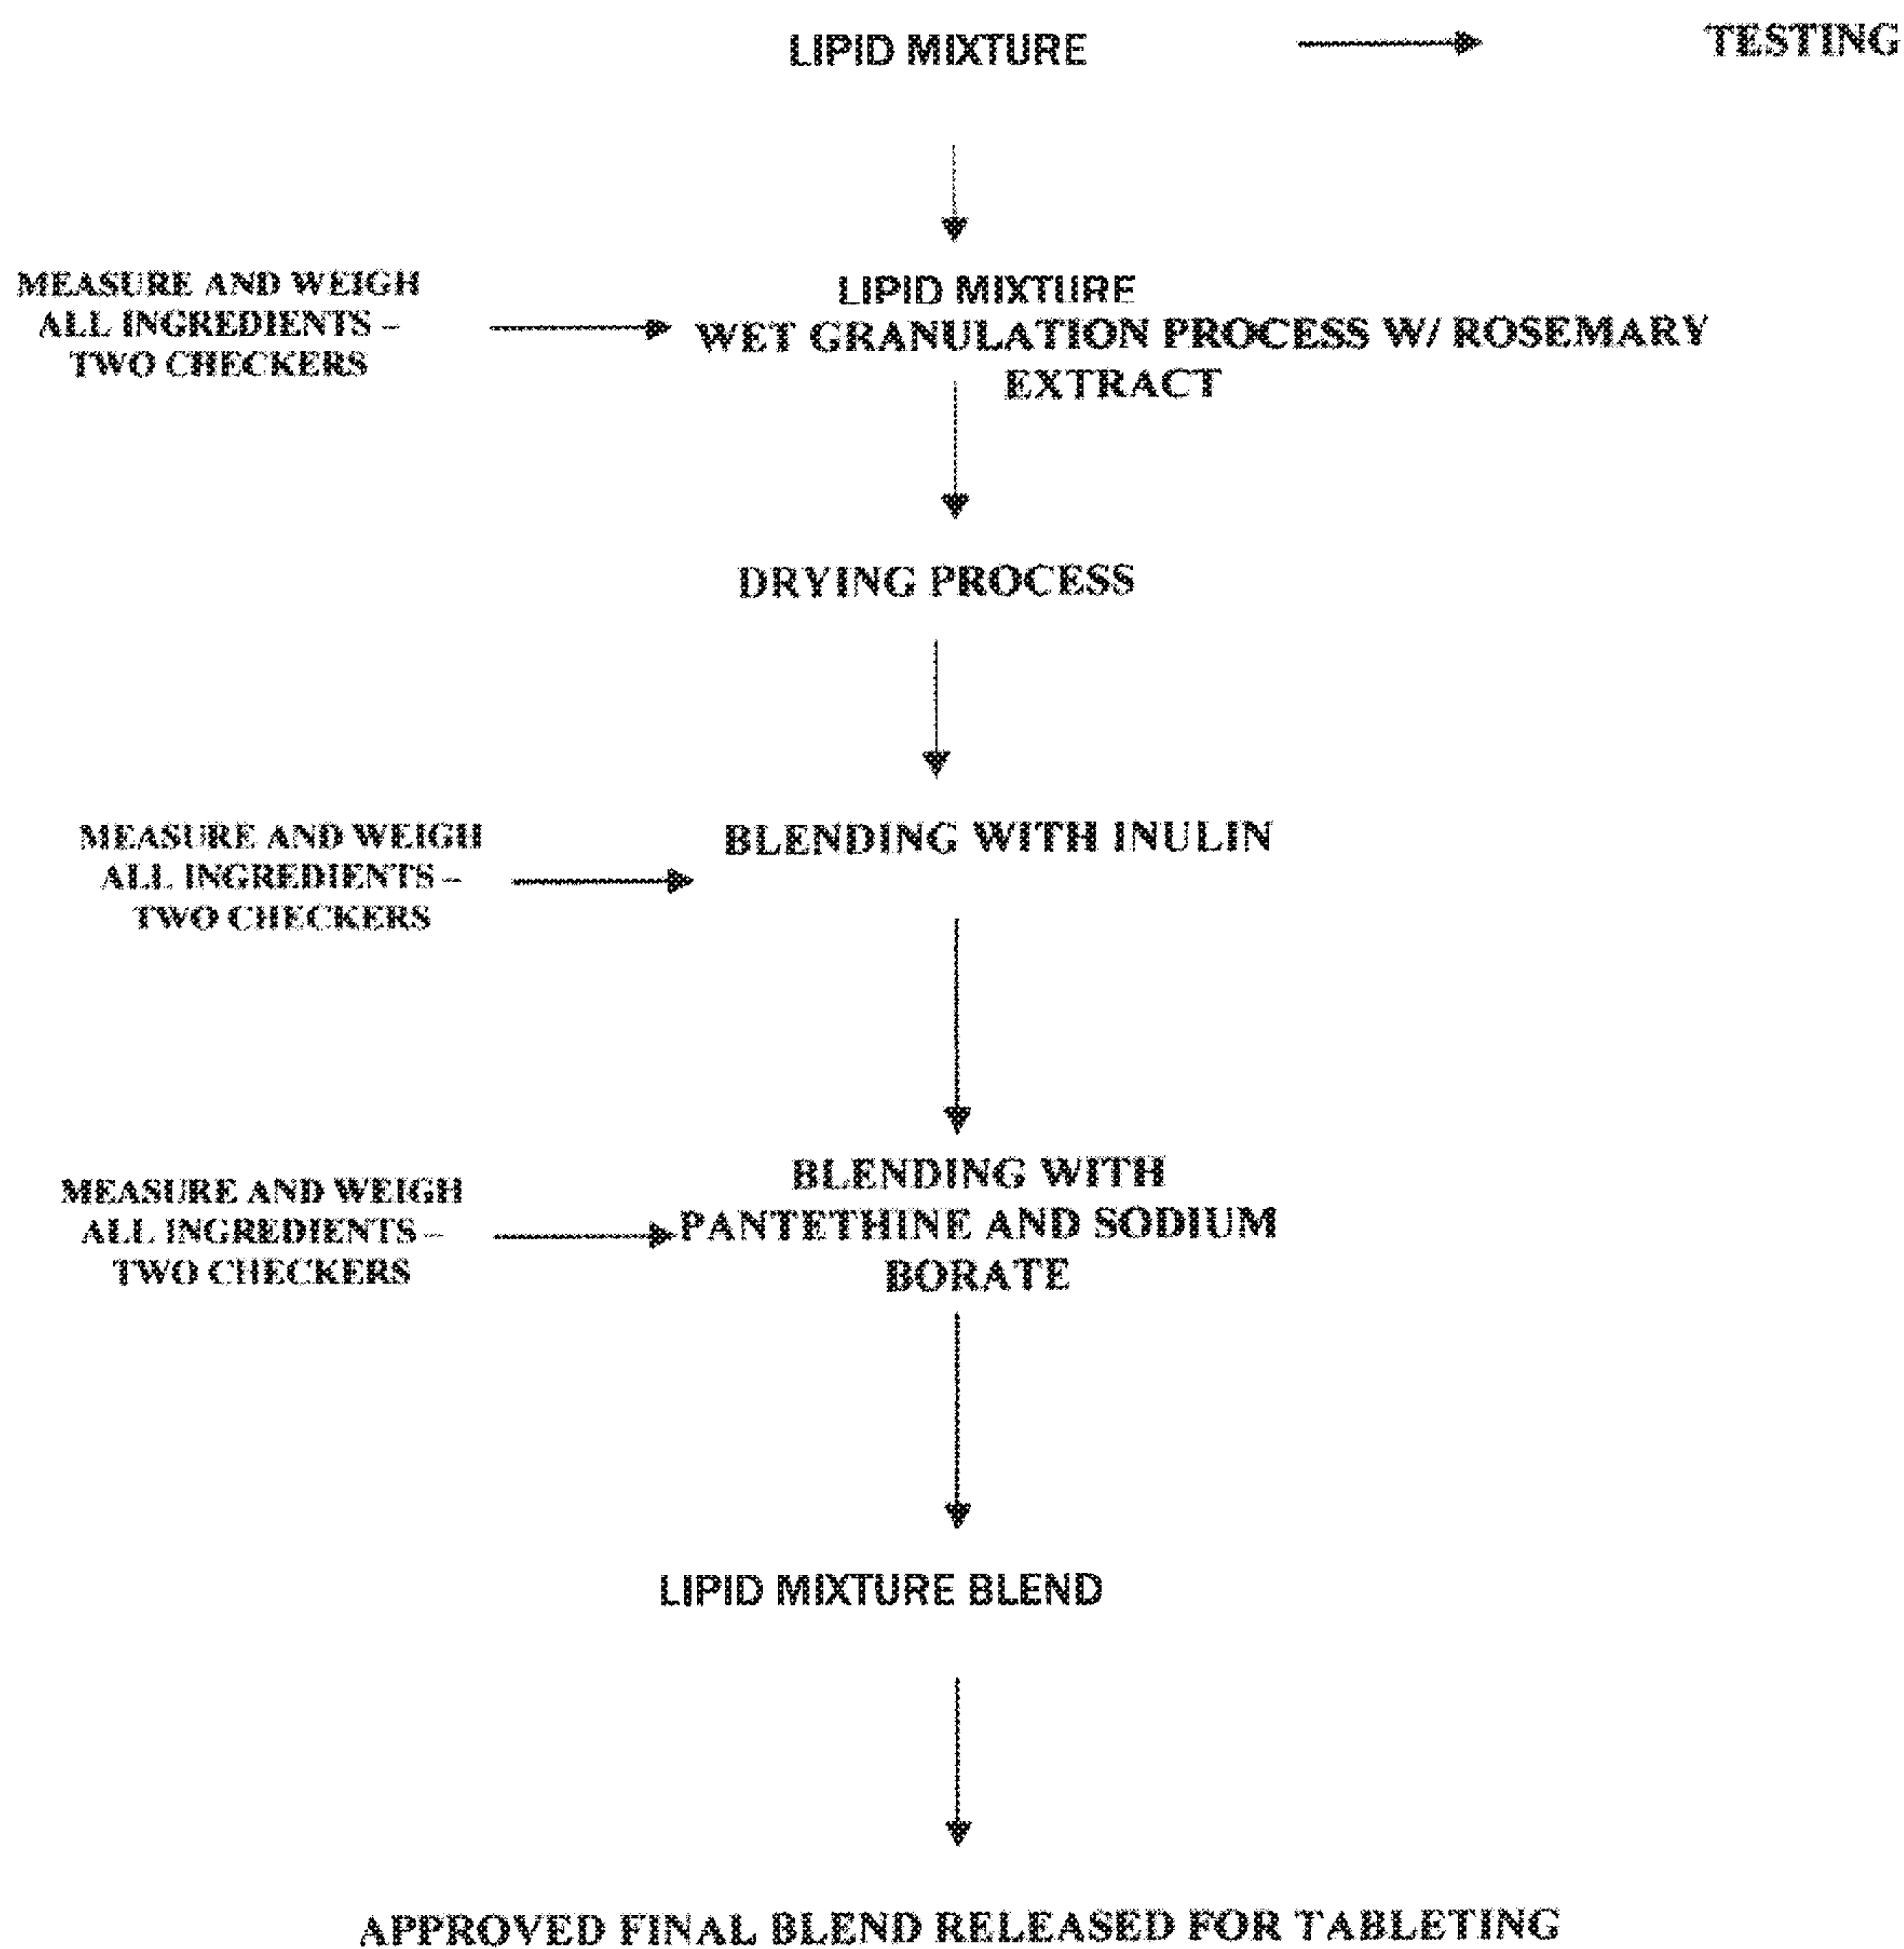 LIPID MIXTURE
TESTING
MEASURE AND WEIGH
ALL INGREDIENTS –
TWO CHECKERS
LIPID MIXTURE
WET GRANULATION PROCESS W/ ROSEMARY
EXTRACT
DRYING PROCESS
MEASURE AND WEIGH
ALL INGREDIENTS –
TWO CHECKERS
BLENDING WITH INULIN
MEASURE AND WEIGH
ALL INGREDIENTS –
TWO CHECKERS
BLENDING WITH
PANTETHINE AND SODIUM
BORATE
LIPID MIXTURE BLEND
APPROVED FINAL BLEND RELEASED FOR TABLETING